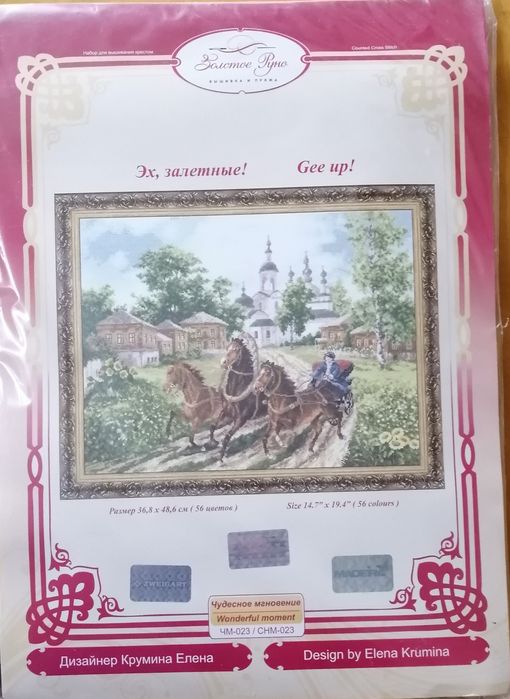 Набор для вышивания крестом
Counted Cross Stitch
Золотое Руно
ВЫШИВКА И ПРЯЖА
Эх, залетные!
Gee up!
Размер 36,8 х 48,6 см ( 56 цветов )
Size 14.7" x 19.4" ( 56 colours )
ZWEIGART
MADEIRA
Чудесное мгновение
Wonderful moment
ЧМ-023 / CHM-023
Дизайнер Крумина Елена
Design by Elena Krumina